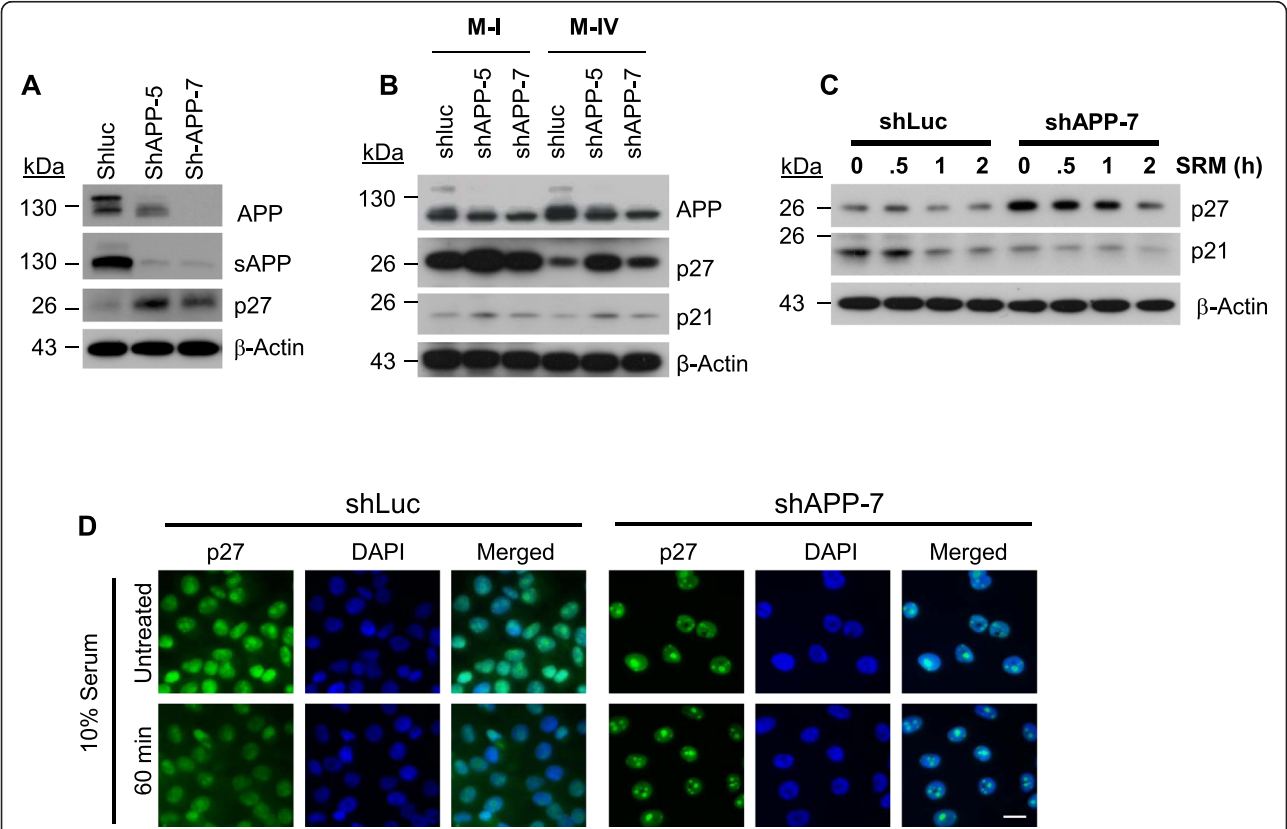 A
kDa
Shluc
ShAPP-5
Sh-APP-7
130
APP
130
sAPP
26
p27
43
β-Actin
B
M-I
M-IV
kDa
shluc
shAPP-5
shAPP-7
shluc
shAPP-5
shAPP-7
130
APP
26
p27
26
p21
43
β-Actin
C
shLuc
shAPP-7
kDa
0 .5 1 2 0 .5 1 2 SRM (h)
26
p27
26
p21
43
β-Actin
D
shLuc
shAPP-7
p27 DAPI Merged p27 DAPI Merged
10% Serum
Untreated
60 min